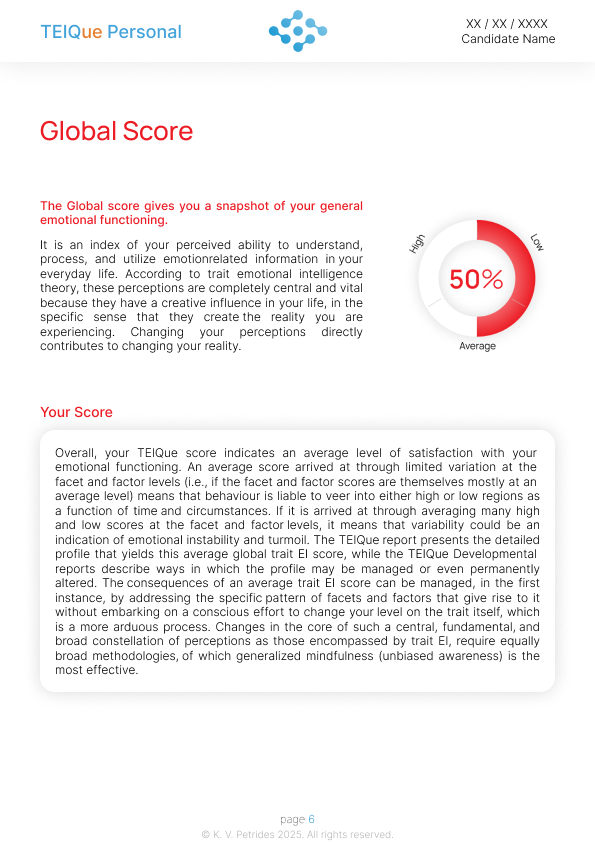 TEIQue Personal
XX / XX / XXXX
Candidate Name
Global Score
The Global score gives you a snapshot of your general
emotional functioning.
It is an index of your perceived ability to understand,
process, and utilize emotionrelated information in your
everyday life. According to trait emotional intelligence
theory, these perceptions are completely central and vital
because they have a creative influence in your life, in the
specific sense that they create the reality you are
experiencing. Changing your perceptions directly
contributes to changing your reality.
High
Low
50%
Average
Your Score
Overall, your TEIQue score indicates an average level of satisfaction with your
emotional functioning. An average score arrived at through limited variation at the
facet and factor levels (i.e., if the facet and factor scores are themselves mostly at an
average level) means that behaviour is liable to veer into either high or low regions as
a function of time and circumstances. If it is arrived at through averaging many high
and low scores at the facet and factor levels, it means that variability could be an
indication of emotional instability and turmoil. The TEIQue report presents the detailed
profile that yields this average global trait EI score, while the TEIQue Developmental
reports describe ways in which the profile may be managed or even permanently
altered. The consequences of an average trait EI score can be managed, in the first
instance, by addressing the specific pattern of facets and factors that give rise to it
without embarking on a conscious effort to change your level on the trait itself, which
is a more arduous process. Changes in the core of such a central, fundamental, and
broad constellation of perceptions as those encompassed by trait EI, require equally
broad methodologies, of which generalized mindfulness (unbiased awareness) is the
most effective.
page 6
© K. V. Petrides 2025. All rights reserved.